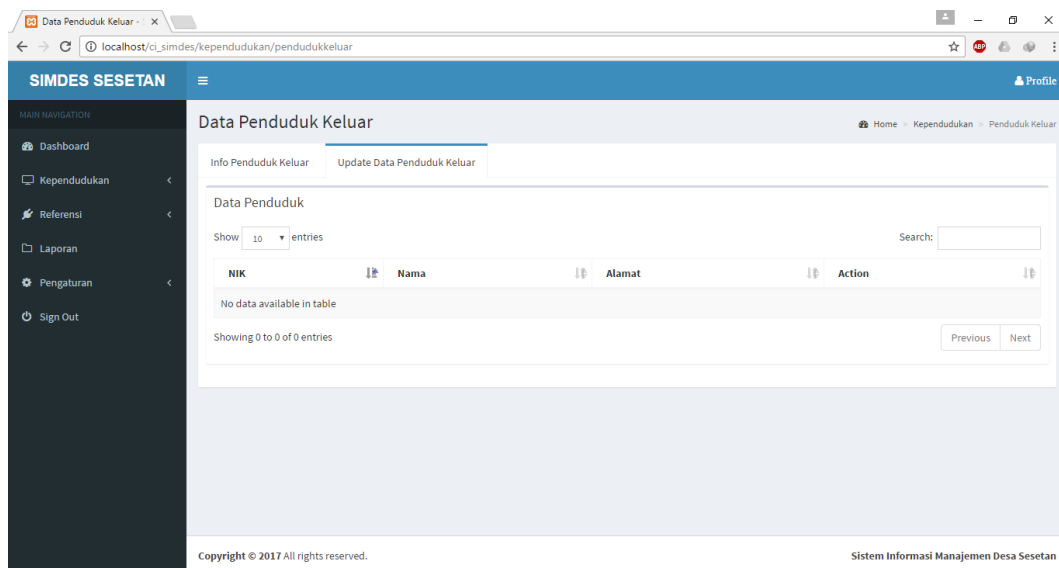 Data Penduduk Keluar - S
localhost/ci_simdes/kependudukan/pendudukkeluar
ABP
SIMDES SESETAN
Profile
MAIN NAVIGATION
Dashboard
Kependudukan
Referensi
Laporan
Pengaturan
Sign Out
Data Penduduk Keluar
Home > Kependudukan > Penduduk Keluar
Info Penduduk Keluar Update Data Penduduk Keluar
Data Penduduk
Show 10 entries Search:
NIK Nama Alamat Action
No data available in table
Showing 0 to 0 of 0 entries Previous Next
Copyright © 2017 All rights reserved. Sistem Informasi Manajemen Desa Sesetan